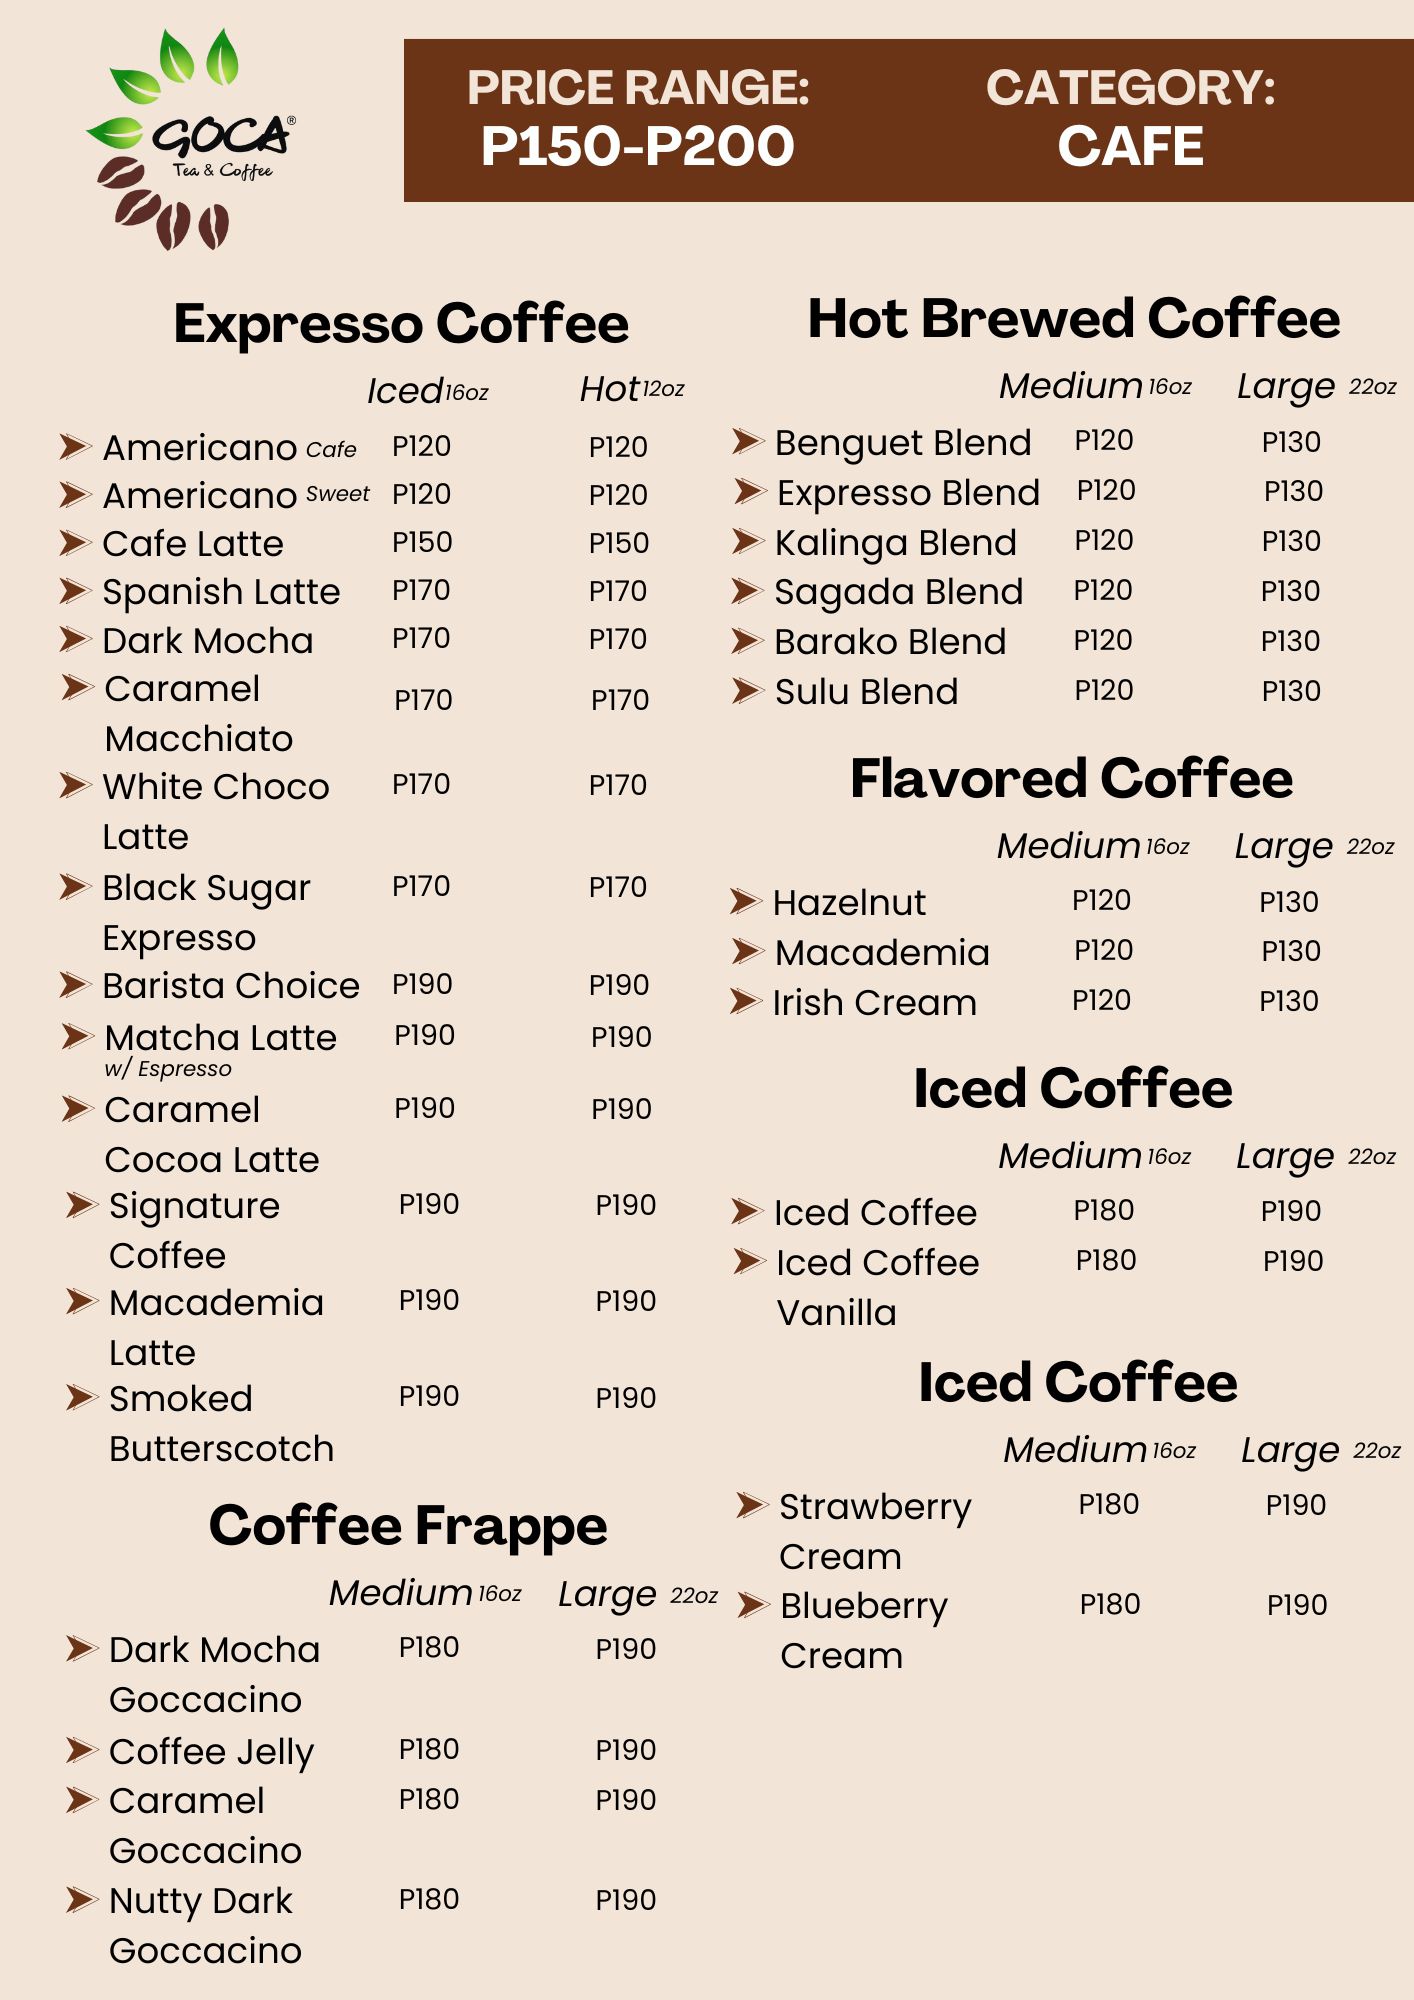 GOCA®
Tea & Coffee
PRICE RANGE:
P150-P200
CATEGORY:
CAFE
Expresso Coffee
Iced 16oz Hot 12oz
Americano Cafe P120 P120
Americano Sweet P120 P120
Cafe Latte P150 P150
Spanish Latte P170 P170
Dark Mocha P170 P170
Caramel P170 P170
Macchiato
White Choco P170 P170
Latte
Black Sugar P170 P170
Expresso
Barista Choice P190 P190
Matcha Latte P190 P190
w/ Espresso
Caramel P190 P190
Cocoa Latte
Signature P190 P190
Coffee
Macademia P190 P190
Latte
Smoked P190 P190
Butterscotch
Coffee Frappe
Medium 16oz Large 22oz
Dark Mocha P180 P190
Goccacino
Coffee Jelly P180 P190
Caramel P180 P190
Goccacino
Nutty Dark P180 P190
Goccacino
Hot Brewed Coffee
Medium 16oz Large 22oz
Benguet Blend P120 P130
Expresso Blend P120 P130
Kalinga Blend P120 P130
Sagada Blend P120 P130
Barako Blend P120 P130
Sulu Blend P120 P130
Flavored Coffee
Medium 16oz Large 22oz
Hazelnut P120 P130
Macademia P120 P130
Irish Cream P120 P130
Iced Coffee
Medium 16oz Large 22oz
Iced Coffee P180 P190
Iced Coffee P180 P190
Vanilla
Iced Coffee
Medium 16oz Large 22oz
Strawberry P180 P190
Cream
Blueberry P180 P190
Cream